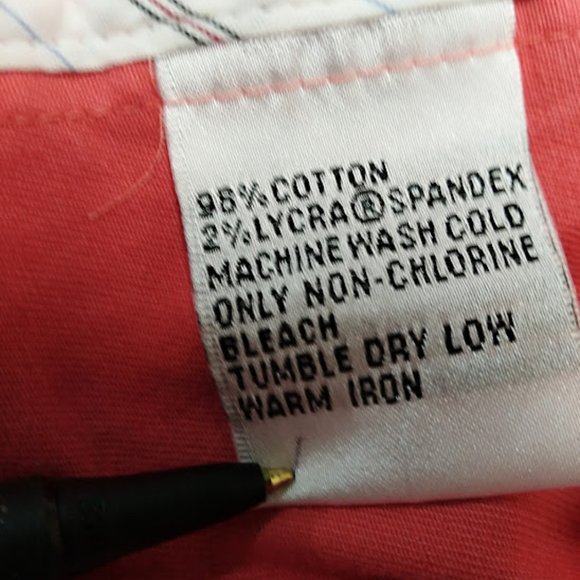 98% COTTON
2% LYCRA® SPANDEX
MACHINE WASH COLD
ONLY NON-CHLORINE
BLEACH
TUMBLE DRY LOW
WARM IRON